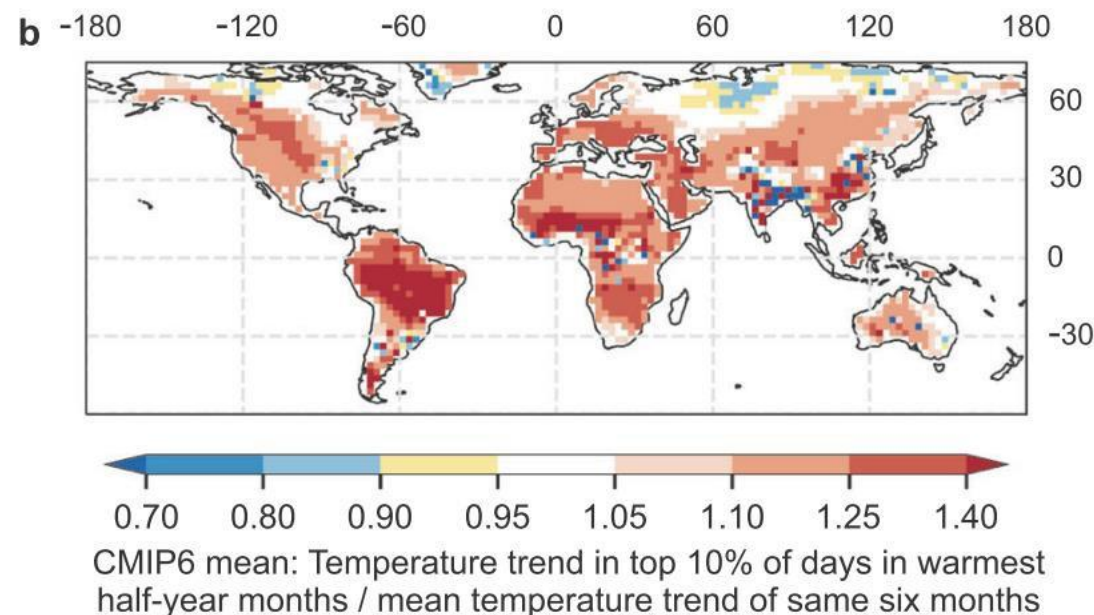 b -180 -120 -60 0 60 120 180
60
30
0
-30
0.70 0.80 0.90 0.95 1.05 1.10 1.25 1.40
CMIP6 mean: Temperature trend in top 10% of days in warmest
half-year months / mean temperature trend of same six months